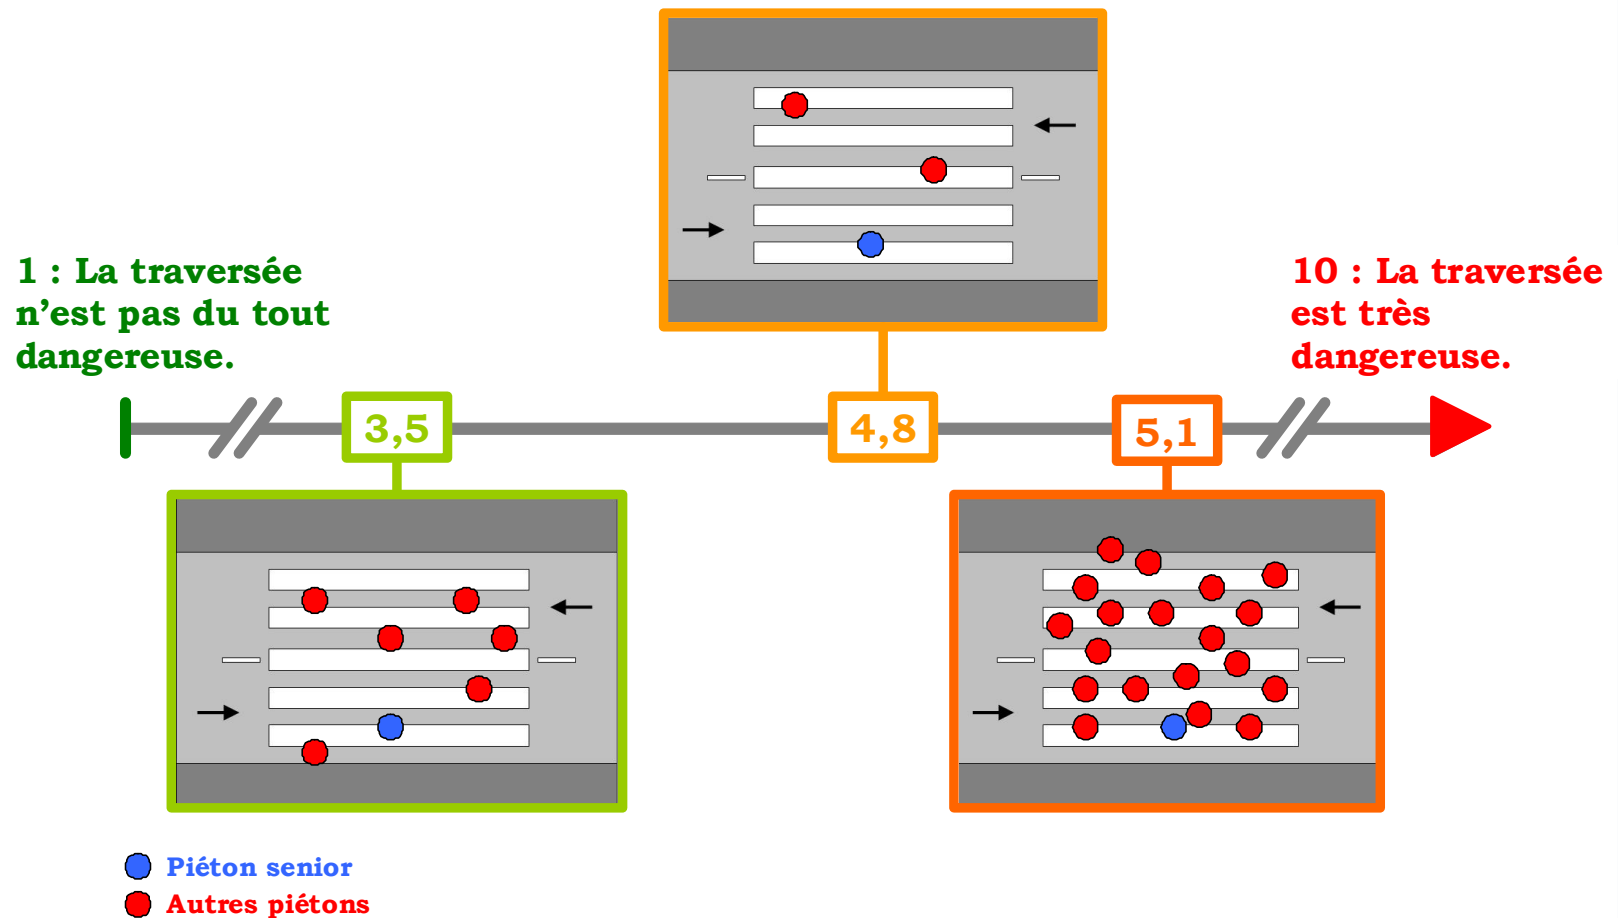 1 : La traversée
n’est pas du tout
dangereuse.
10 : La traversée
est très
dangereuse.
3,5
4,8
5,1
Piéton senior
Autres piétons